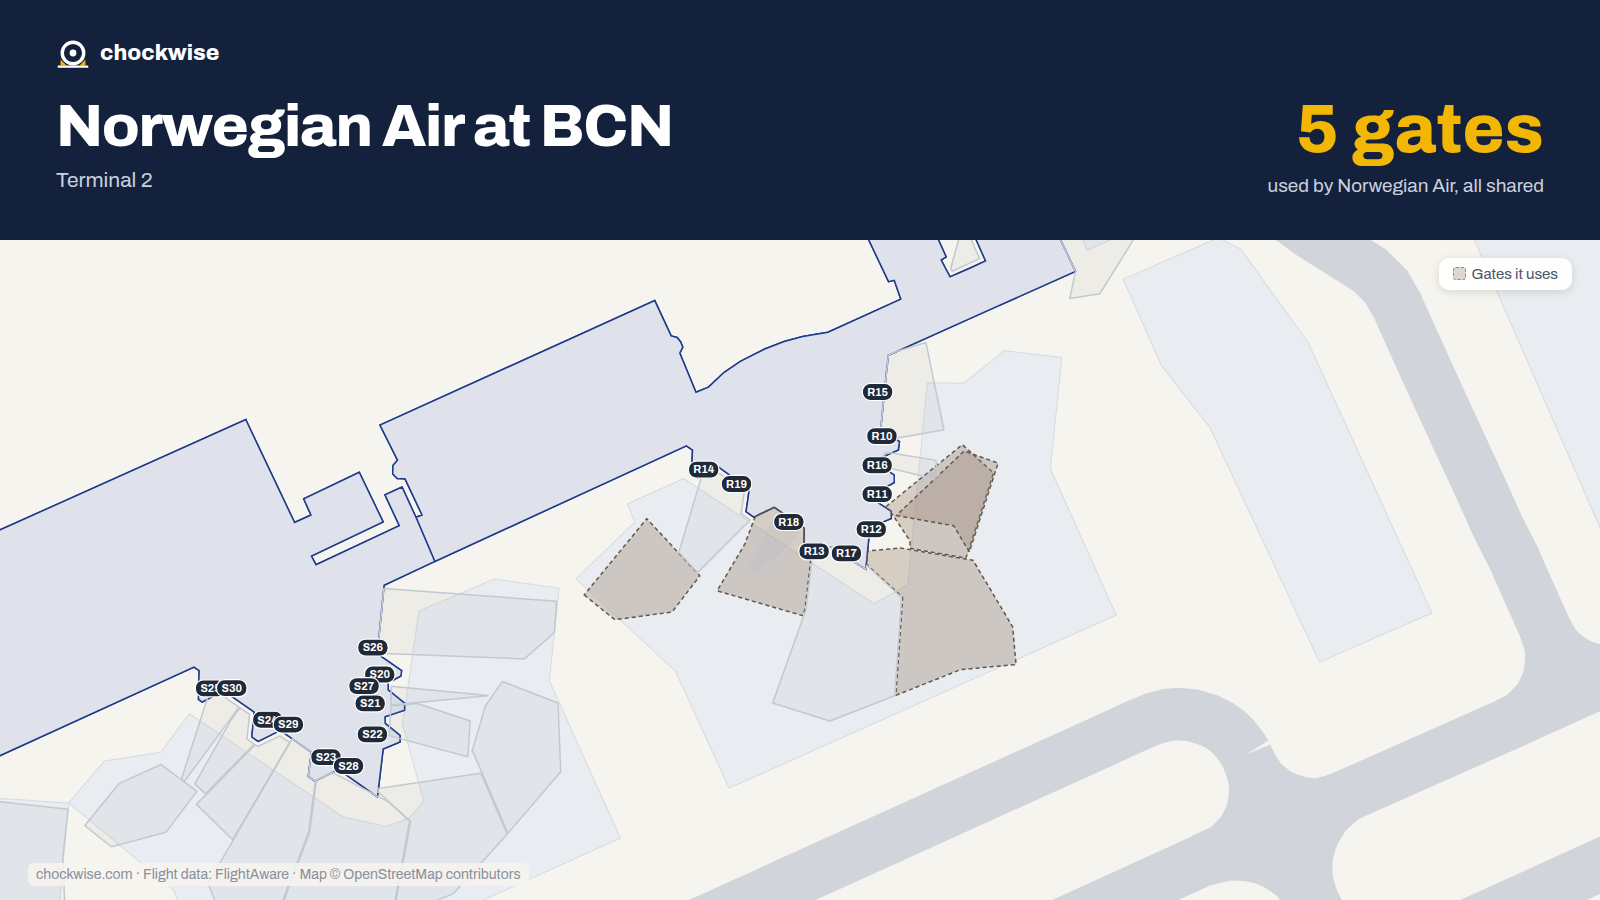 chockwise
Norwegian Air at BCN
Terminal 2
5 gates
used by Norwegian Air, all shared
Gates it uses
R15
R10
R16
R11
R12
R14
R19
R18
R13
R17
S26
S20
S27
S21
S22
S30
S29
S23
S28
chockwise.com · Flight data: FlightAware · Map © OpenStreetMap contributors